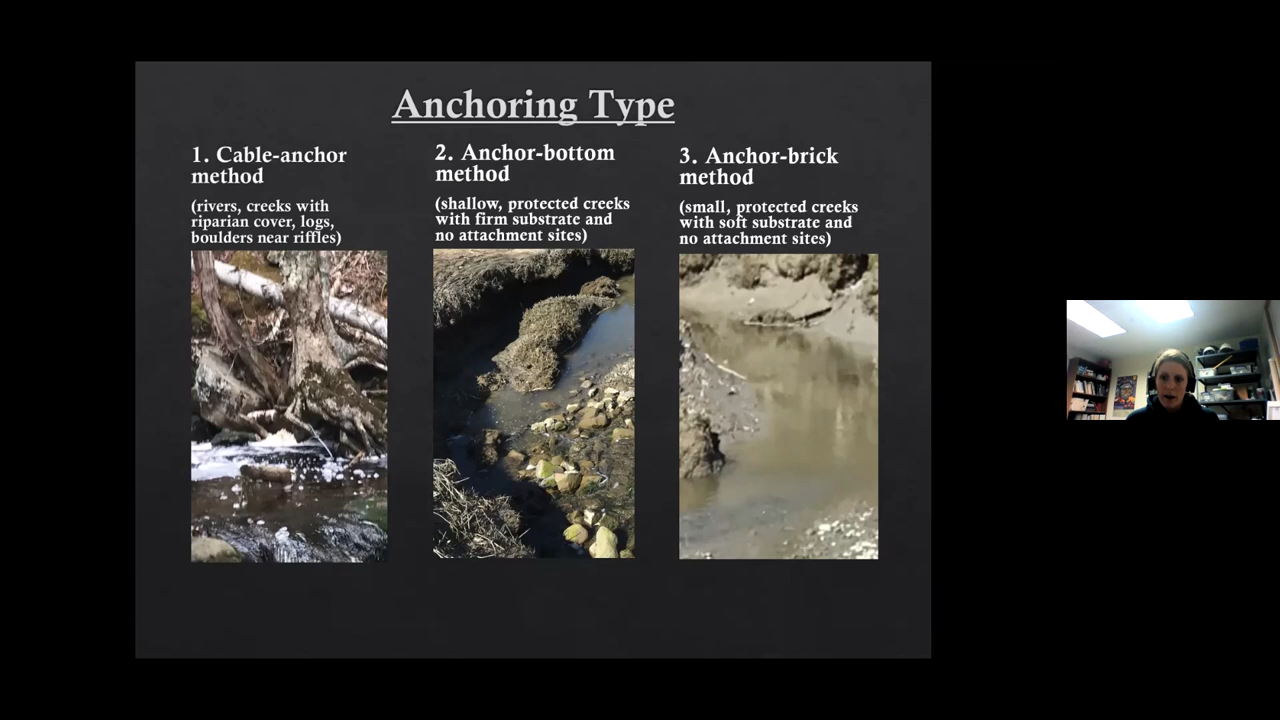 Anchoring Type
1. Cable-anchor
method
(rivers, creeks with
riparian cover, logs,
boulders near riffles)
2. Anchor-bottom
method
(shallow, protected creeks
with firm substrate and
no attachment sites)
3. Anchor-brick
method
(small, protected creeks
with soft substrate and
no attachment sites)